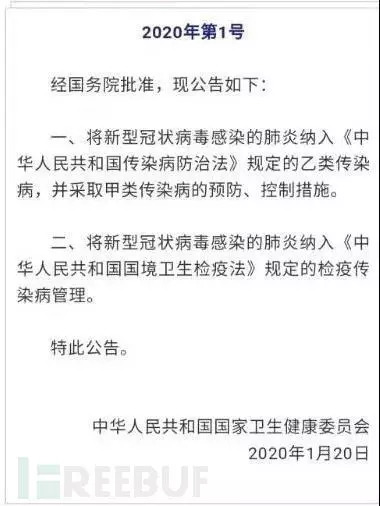 2020年第1号
经国务院批准，现公告如下：
一、将新型冠状病毒感染的肺炎纳入《中
华人民共和国传染病防治法》规定的乙类传染
病，并采取甲类传染病的预防、控制措施。
二、将新型冠状病毒感染的肺炎纳入《中
华人民共和国国境卫生检疫法》规定的检疫传
染病管理。
特此公告。
中华人民共和国国家卫生健康委员会
2020年1月20日
FREEBUF